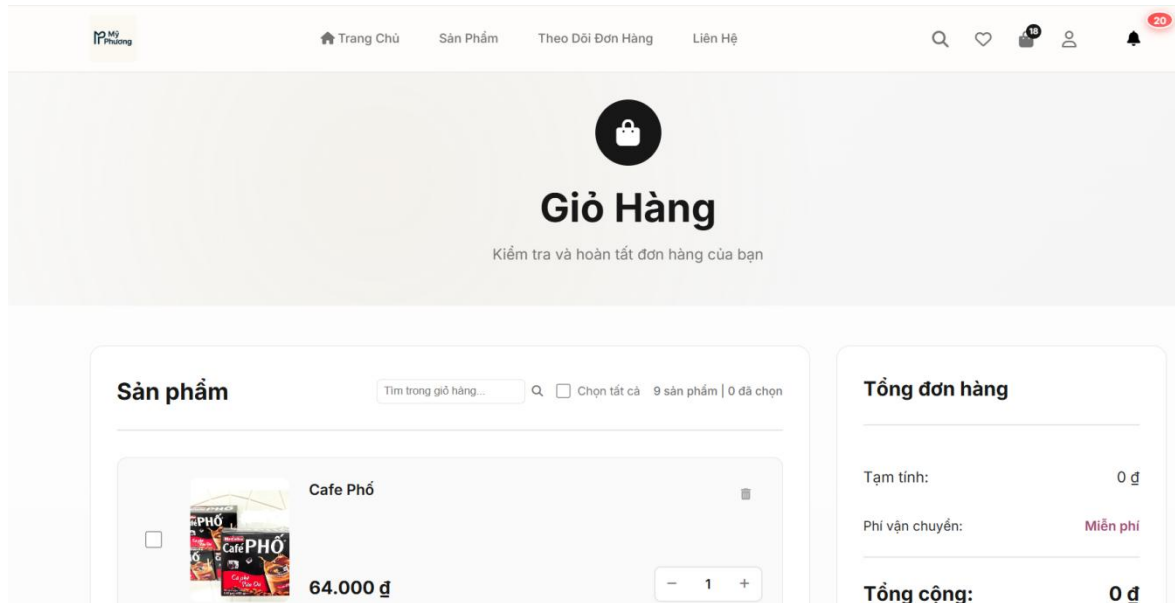 Mỹ
Phương
Trang Chủ
Sản Phẩm
Theo Dõi Đơn Hàng
Liên Hệ
18
20
Giỏ Hàng
Kiểm tra và hoàn tất đơn hàng của bạn
Sản phẩm
Tìm trong giỏ hàng...
Chọn tất cả
9 sản phẩm | 0 đã chọn
Cafe Phố
Café PHỐ
64.000 ₫
− 1 +
Tổng đơn hàng
Tạm tính: 0 ₫
Phí vận chuyển: Miễn phí
Tổng cộng: 0 ₫